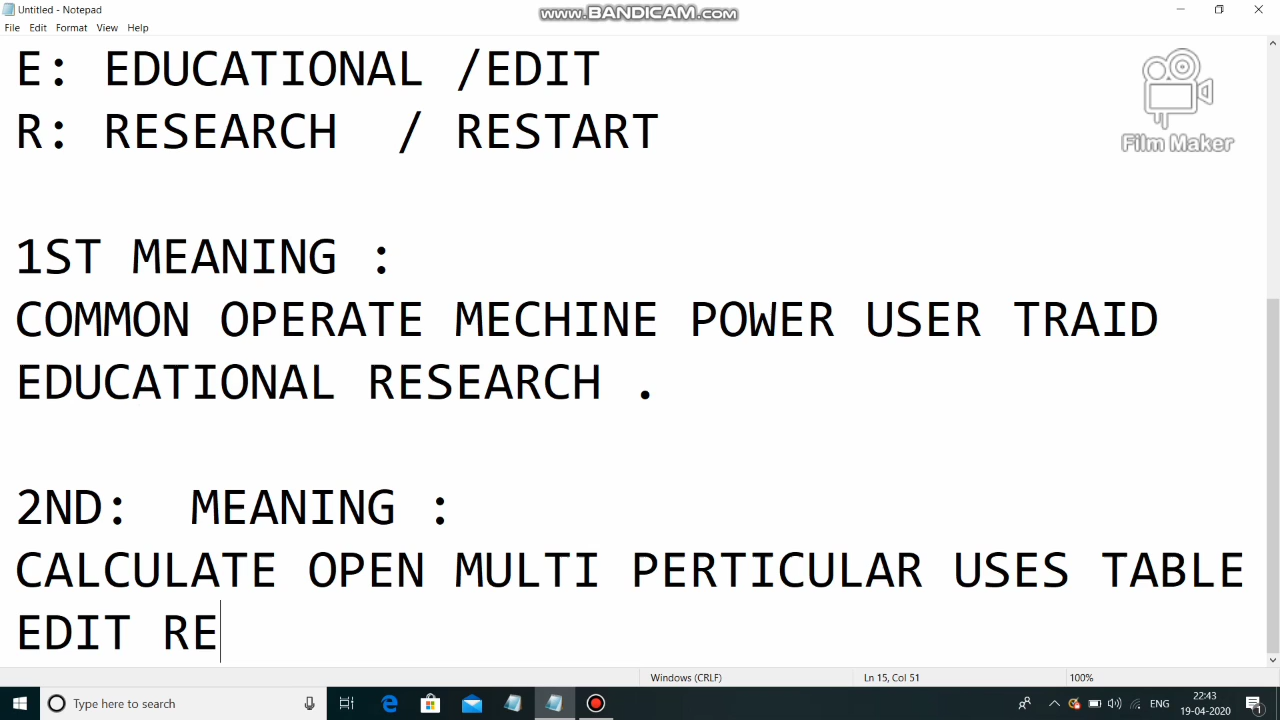 Untitled - Notepad
www.BANDICAM.com
File Edit Format View Help
E: EDUCATIONAL /EDIT
R: RESEARCH / RESTART
Film Maker
1ST MEANING :
COMMON OPERATE MECHINE POWER USER TRAID
EDUCATIONAL RESEARCH .
2ND: MEANING :
CALCULATE OPEN MULTI PERTICULAR USES TABLE
EDIT RE
Windows (CRLF) Ln 15, Col 51 100%
Type here to search ENG 22:43
19-04-2020 1